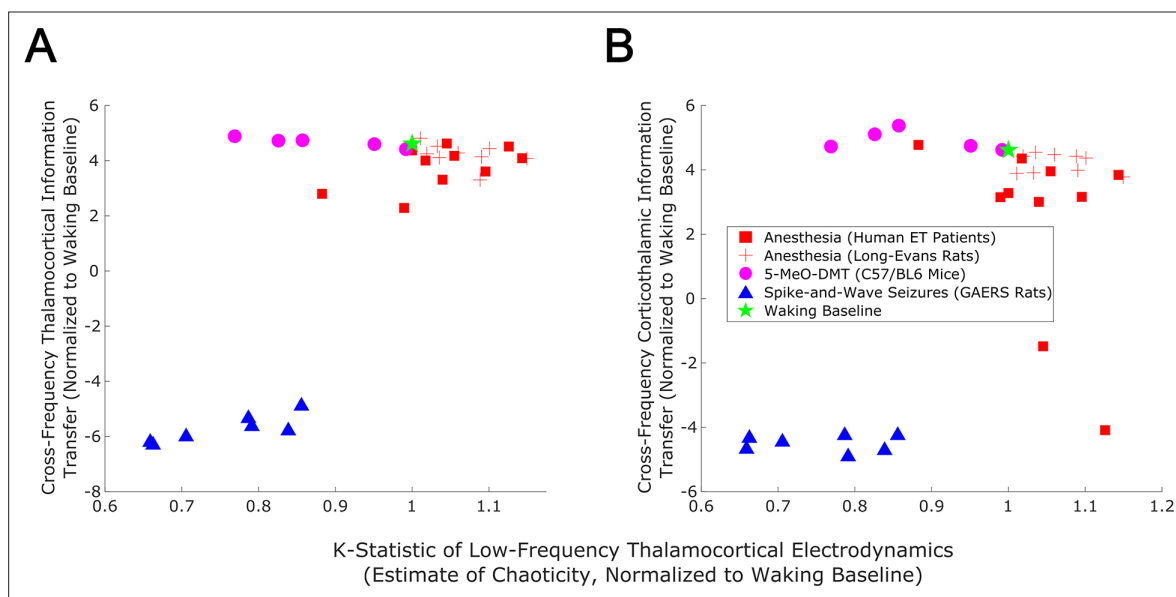 A
Cross-Frequency Thalamocortical Information
Transfer (Normalized to Waking Baseline)
6
4
2
0
-2
-4
-6
-8
0.6
0.7
0.8
0.9
1
1.1
B
Cross-Frequency Corticothalamic Information
Transfer (Normalized to Waking Baseline)
6
4
2
0
-2
-4
-6
0.6
0.7
0.8
0.9
1
1.1
1.2
Anesthesia (Human ET Patients)
Anesthesia (Long-Evans Rats)
5-MeO-DMT (C57/BL6 Mice)
Spike-and-Wave Seizures (GAERS Rats)
Waking Baseline
K-Statistic of Low-Frequency Thalamocortical Electrodynamics
(Estimate of Chaoticity, Normalized to Waking Baseline)